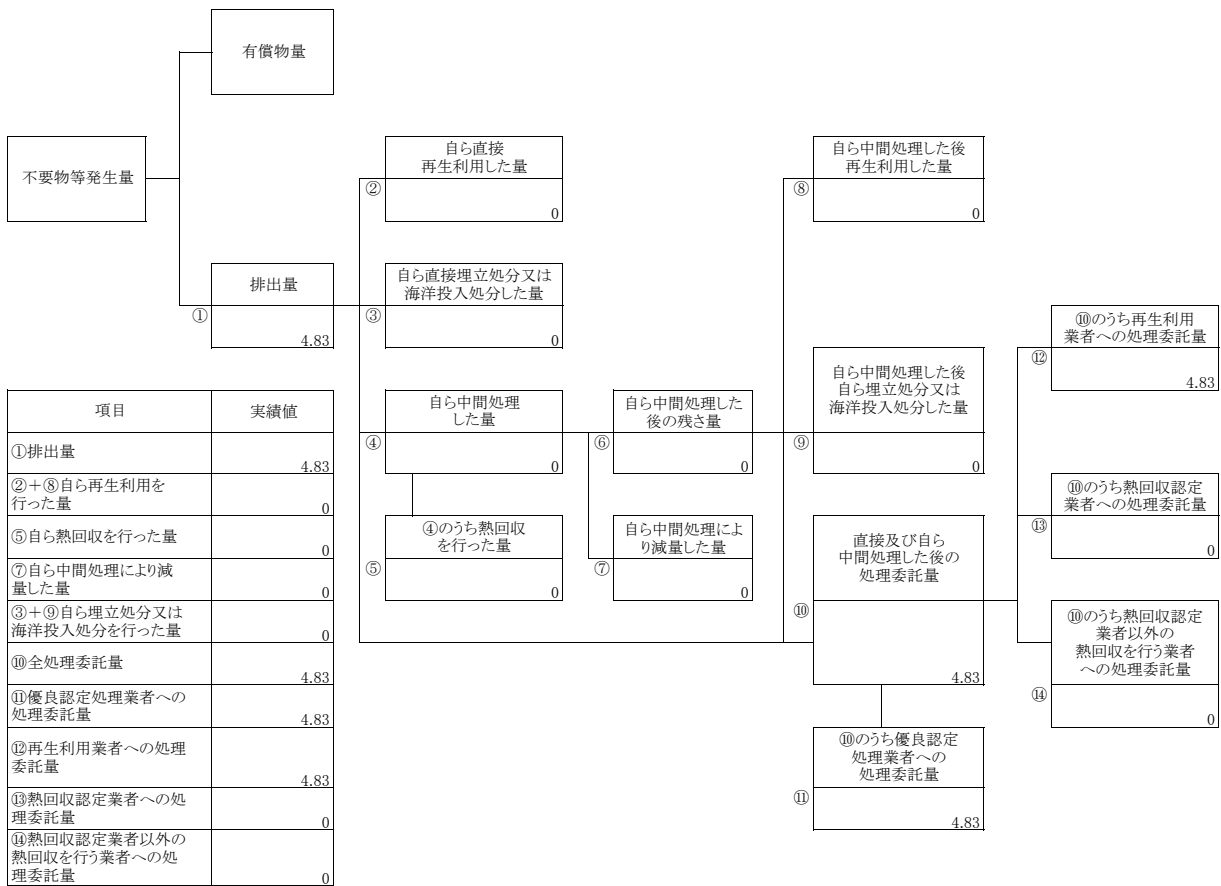 有償物量
不要物等発生量
排出量
①
4.83
自ら直接
再生利用した量
②
0
自ら直接埋立処分又は
海洋投入処分した量
③
0
自ら中間処理
した量
④
0
④のうち熱回収
を行った量
⑤
0
自ら中間処理した
後の残さ量
⑥
0
自ら中間処理によ
り減量した量
⑦
0
自ら中間処理した後
再生利用した量
⑧
0
自ら中間処理した後
自ら埋立処分又は
海洋投入処分した量
⑨
0
直接及び自ら
中間処理した後の
処理委託量
⑩
4.83
⑩のうち優良認定
処理業者への
処理委託量
⑪
4.83
⑩のうち再生利用
業者への処理委託量
⑫
4.83
⑩のうち熱回収認定
業者への処理委託量
⑬
0
⑩のうち熱回収認定
業者以外の
熱回収を行う業者
への処理委託量
⑭
0
項目 実績値
①排出量
4.83
②＋⑧自ら再生利用を
行った量
0
⑤自ら熱回収を行った量
0
⑦自ら中間処理により減
量した量
0
③＋⑨自ら埋立処分又は
海洋投入処分を行った量
0
⑩全処理委託量
4.83
⑪優良認定処理業者への
処理委託量
4.83
⑫再生利用業者への処理
委託量
4.83
⑬熱回収認定業者への処
理委託量
0
⑭熱回収認定業者以外の
熱回収を行う業者への処
理委託量
0